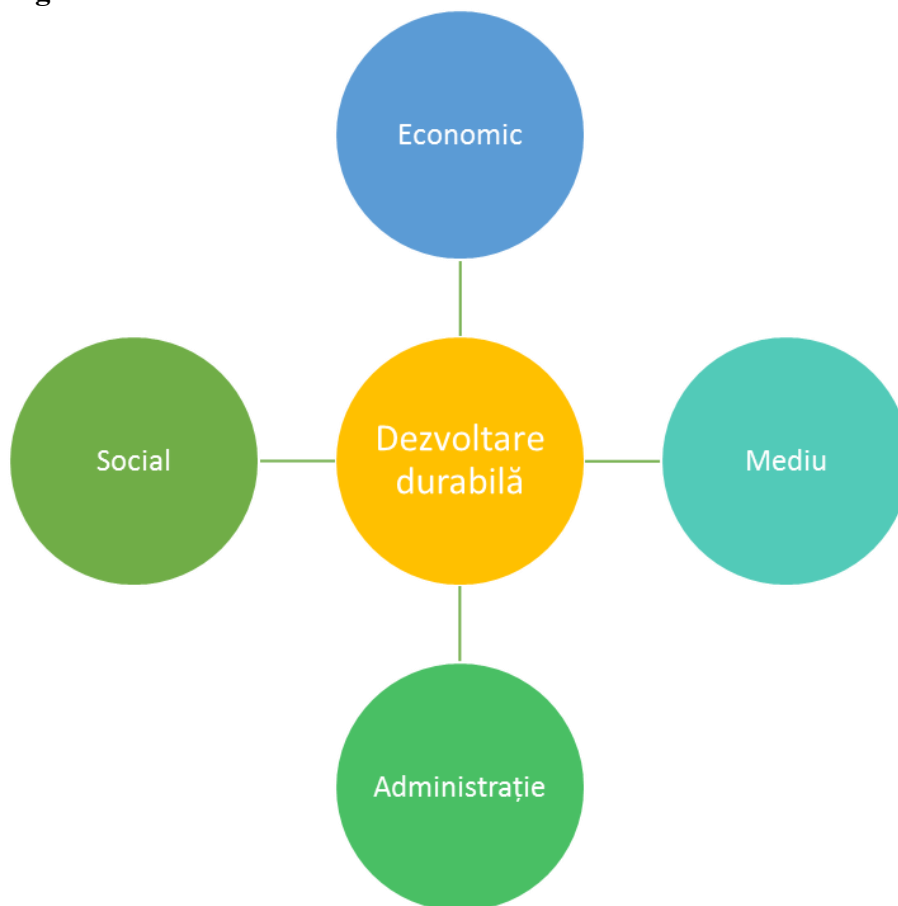 Economic
Social
Dezvoltare
durabilă
Mediu
Administrație